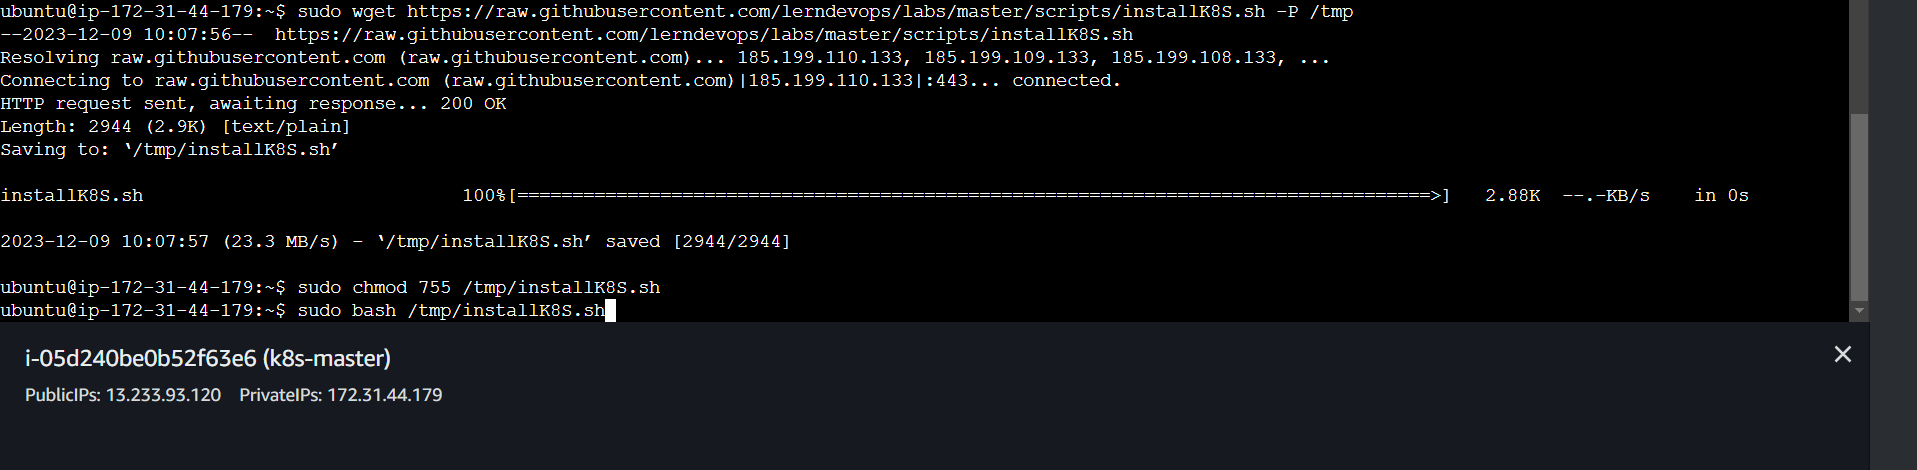 ubuntu@ip-172-31-44-179:~$ sudo wget https://raw.githubusercontent.com/lerndevops/labs/master/scripts/installK8S.sh -P /tmp
--2023-12-09 10:07:56--  https://raw.githubusercontent.com/lerndevops/labs/master/scripts/installK8S.sh
Resolving raw.githubusercontent.com (raw.githubusercontent.com)... 185.199.110.133, 185.199.109.133, 185.199.108.133, ...
Connecting to raw.githubusercontent.com (raw.githubusercontent.com)|185.199.110.133|:443... connected.
HTTP request sent, awaiting response... 200 OK
Length: 2944 (2.9K) [text/plain]
Saving to: ‘/tmp/installK8S.sh’
installK8S.sh 100%[===================================================================================>] 2.88K --.-KB/s in 0s
2023-12-09 10:07:57 (23.3 MB/s) - ‘/tmp/installK8S.sh’ saved [2944/2944]
ubuntu@ip-172-31-44-179:~$ sudo chmod 755 /tmp/installK8S.sh
ubuntu@ip-172-31-44-179:~$ sudo bash /tmp/installK8S.sh
i-05d240be0b52f63e6 (k8s-master)
PublicIPs: 13.233.93.120 PrivateIPs: 172.31.44.179